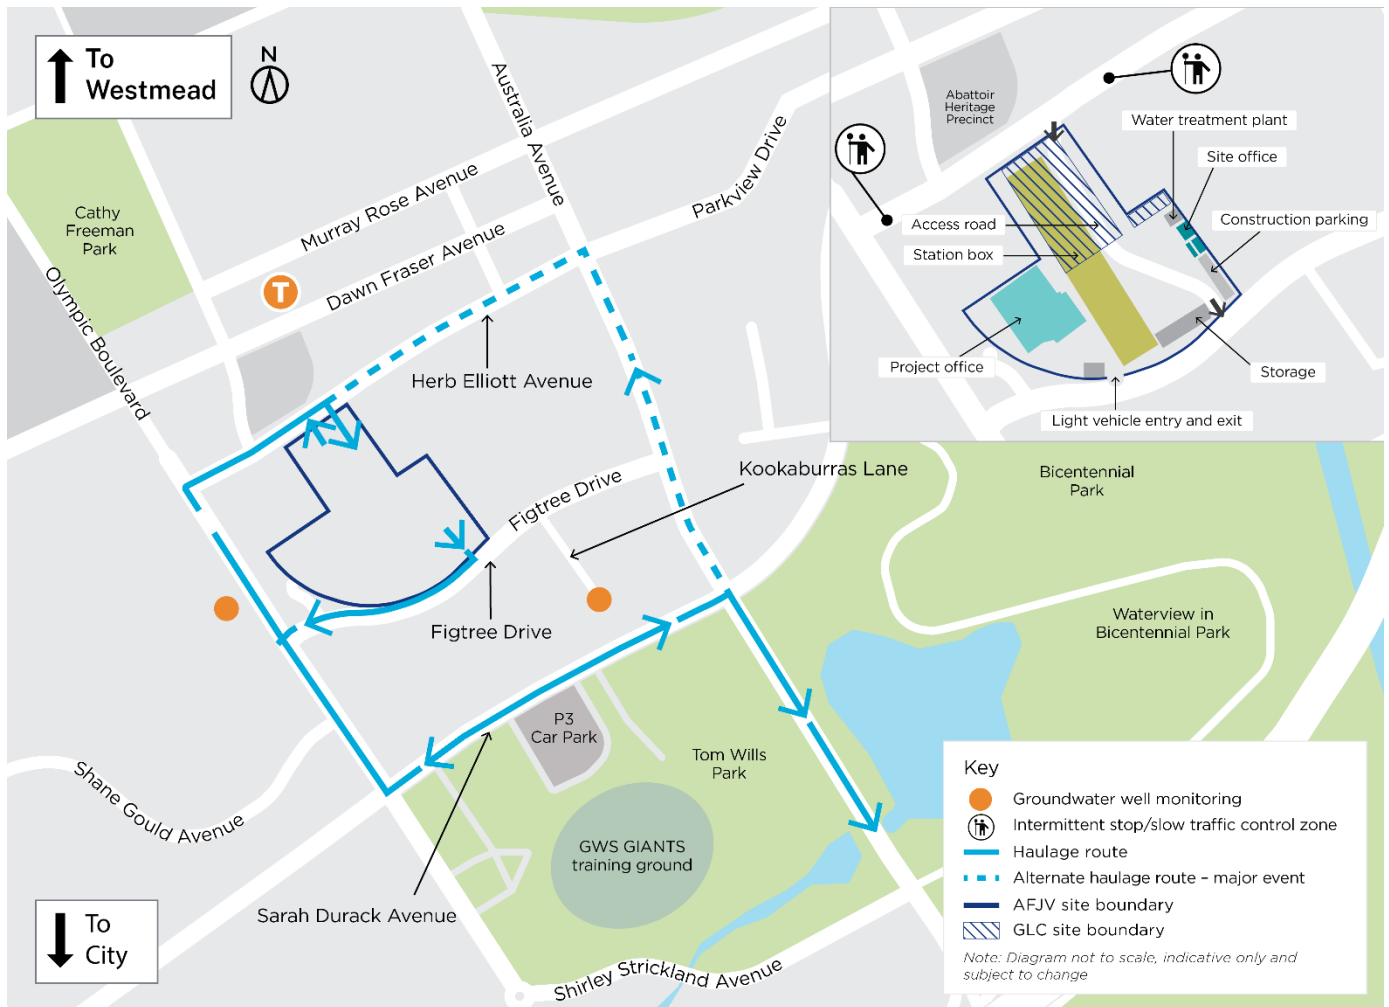 To
Westmead
N
Cathy
Freeman
Park
Olympic Boulevard
Murray Rose Avenue
Dawn Fraser Avenue
Australia Avenue
Parkview Drive
T
Herb Elliott Avenue
Kookaburras Lane
Figtree Drive
Figtree Drive
Shane Gould Avenue
Sarah Durack Avenue
P3
Car Park
Tom Wills
Park
GWS GIANTS
training ground
Shirley Strickland Avenue
Bicentennial
Park
Waterview in
Bicentennial Park
To
City
Abattoir
Heritage
Precinct
Water treatment plant
Site office
Construction parking
Access road
Station box
Project office
Storage
Light vehicle entry and exit
Key
Groundwater well monitoring
Intermittent stop/slow traffic control zone
Haulage route
Alternate haulage route – major event
AFJV site boundary
GLC site boundary
Note: Diagram not to scale, indicative only and
subject to change